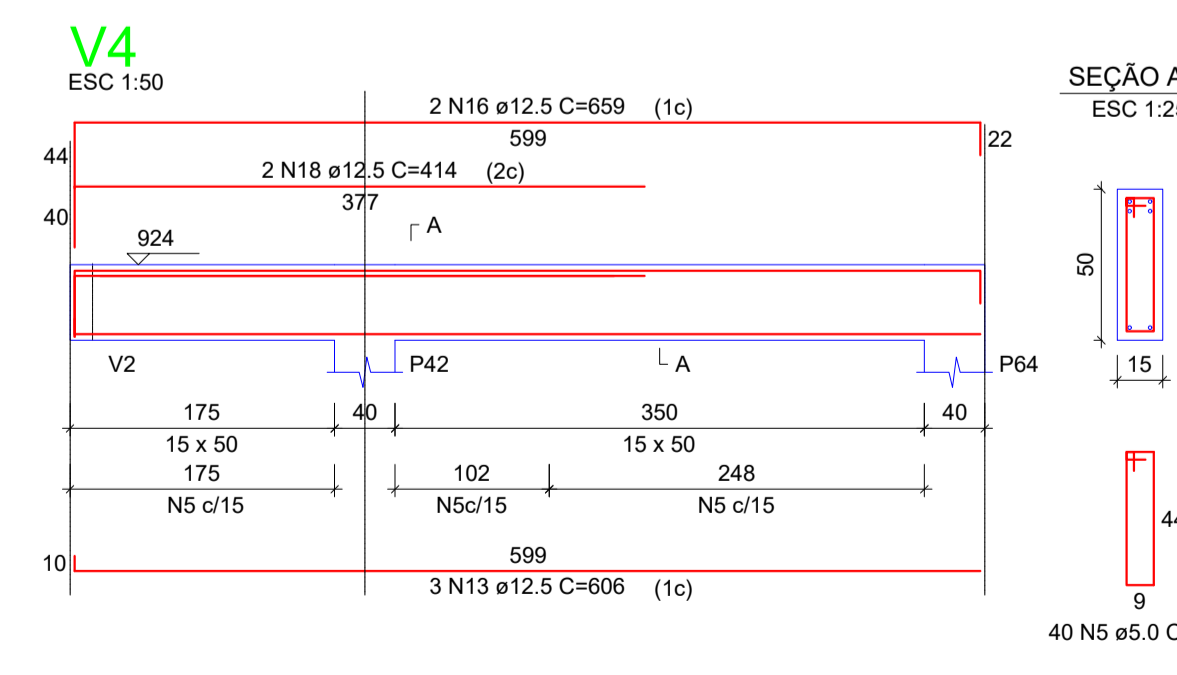 V4
ESC 1:50
2 N16 ø12.5 C=659 (1c)
599
22
44
2 N18 ø12.5 C=414 (2c)
377
40
A
924
V2
P42
A
P64
175
40
350
40
15 x 50
15 x 50
175
102
248
N5 c/15
N5c/15
N5 c/15
10
599
3 N13 ø12.5 C=606 (1c)
SEÇÃO A
ESC 1:25
50
15
44
9
40 N5 ø5.0 C